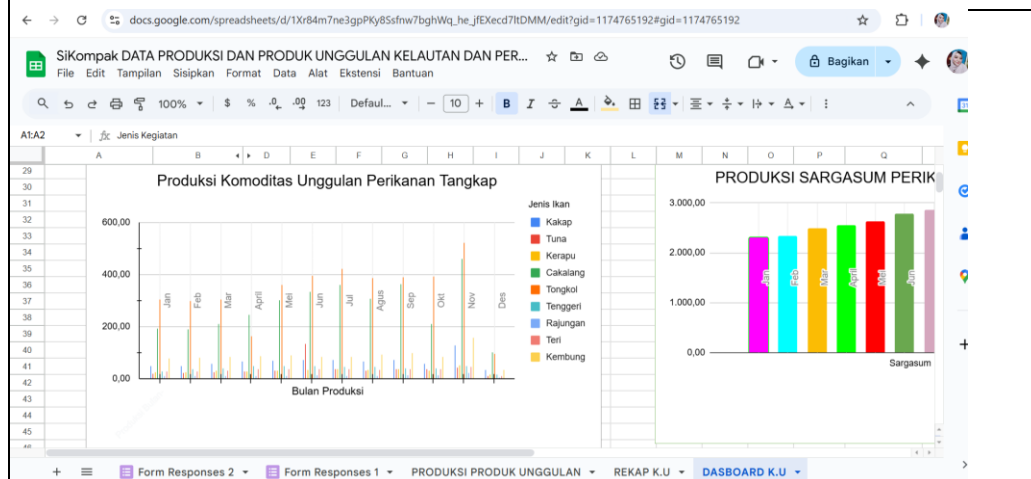 docs.google.com/spreadsheets/d/1Xr84m7ne3gpPKy8Ssfnw7bghWq_he_jfEXecd7ltDMM/edit?gid=1174765192#gid=1174765192
SiKompak DATA PRODUKSI DAN PRODUK UNGGULAN KELAUTAN DAN PER...
File Edit Tampilan Sisipkan Format Data Alat Ekstensi Bantuan
Bagikan
100% $ % .0 .00 123 Defaul... 10 B I A
A1:A2 Jenis Kegiatan
A B D E F G H I J K L M N O P Q
29
30
31
32
33
34
35
36
37
38
39
40
41
42
43
44
45
46
Produksi Komoditas Unggulan Perikanan Tangkap
600,00
400,00
200,00
0,00
Jan Feb Mar April Mei Jun Jul Agus Sep Okt Nov Des
Bulan Produksi
Jenis Ikan
Kakap
Tuna
Kerapu
Cakalang
Tongkol
Tenggeri
Rajungan
Teri
Kembung
PRODUKSI SARGASUM PERIK
3.000,00
2.000,00
1.000,00
0,00
Jan Feb Mar April Mei Jun
Sargasum
Form Responses 2 Form Responses 1 PRODUKSI PRODUK UNGGULAN REKAP K.U DASBOARD K.U